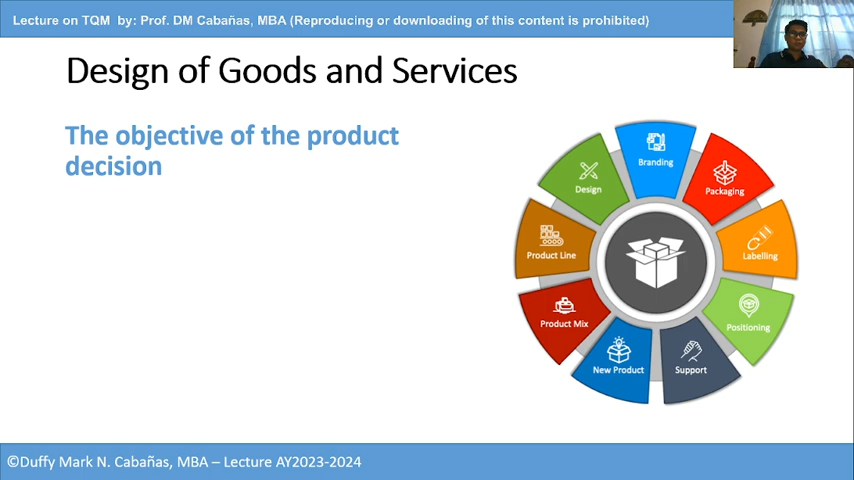 Lecture on TQM by: Prof. DM Cabañas, MBA (Reproducing or downloading of this content is prohibited)
Design of Goods and Services
The objective of the product
decision
Branding
Packaging
Labelling
Positioning
Support
New Product
Product Mix
Product Line
Design
©Duffy Mark N. Cabañas, MBA – Lecture AY2023-2024